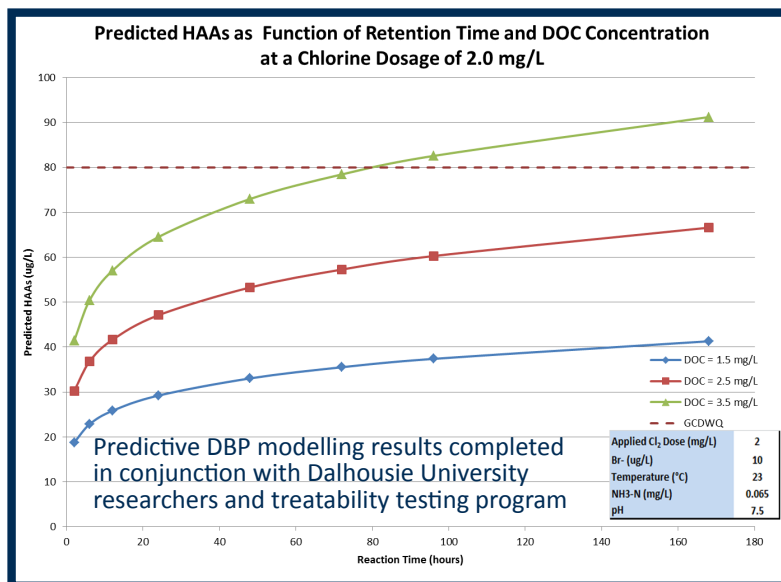 Predicted HAAs as Function of Retention Time and DOC Concentration
at a Chlorine Dosage of 2.0 mg/L
100
90
80
70
60
50
40
30
20
10
0
Predicted HAAs (ug/L)
DOC = 1.5 mg/L
DOC = 2.5 mg/L
DOC = 3.5 mg/L
GCDWQ
Predictive DBP modelling results completed
in conjunction with Dalhousie University
researchers and treatability testing program
Applied Cl₂ Dose (mg/L) 2
Br- (ug/L) 10
Temperature (°C) 23
NH3-N (mg/L) 0.065
pH 7.5
0 20 40 60 80 100 120 140 160 180
Reaction Time (hours)